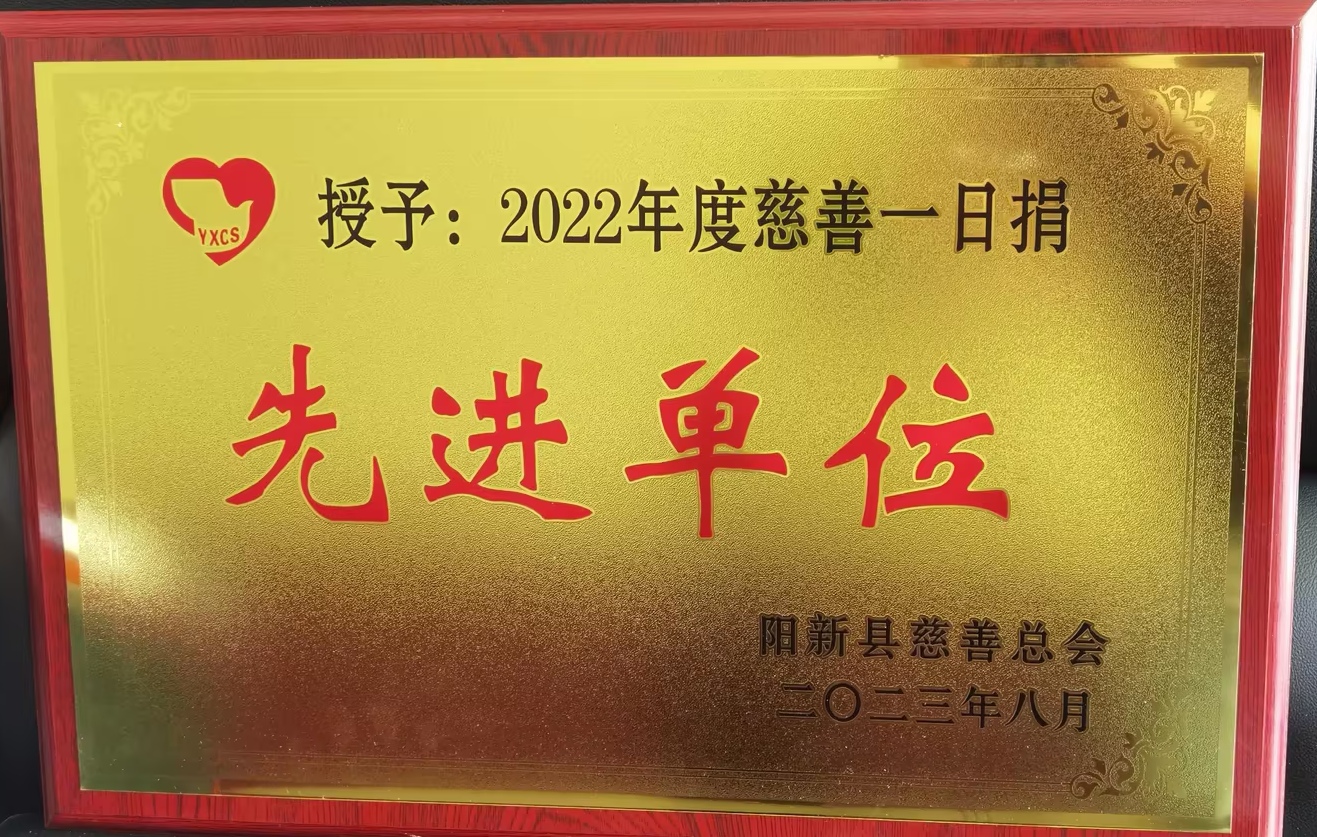 YXCS
授予：2022年度慈善一日捐
先进单位
阳新县慈善总会
二〇二三年八月